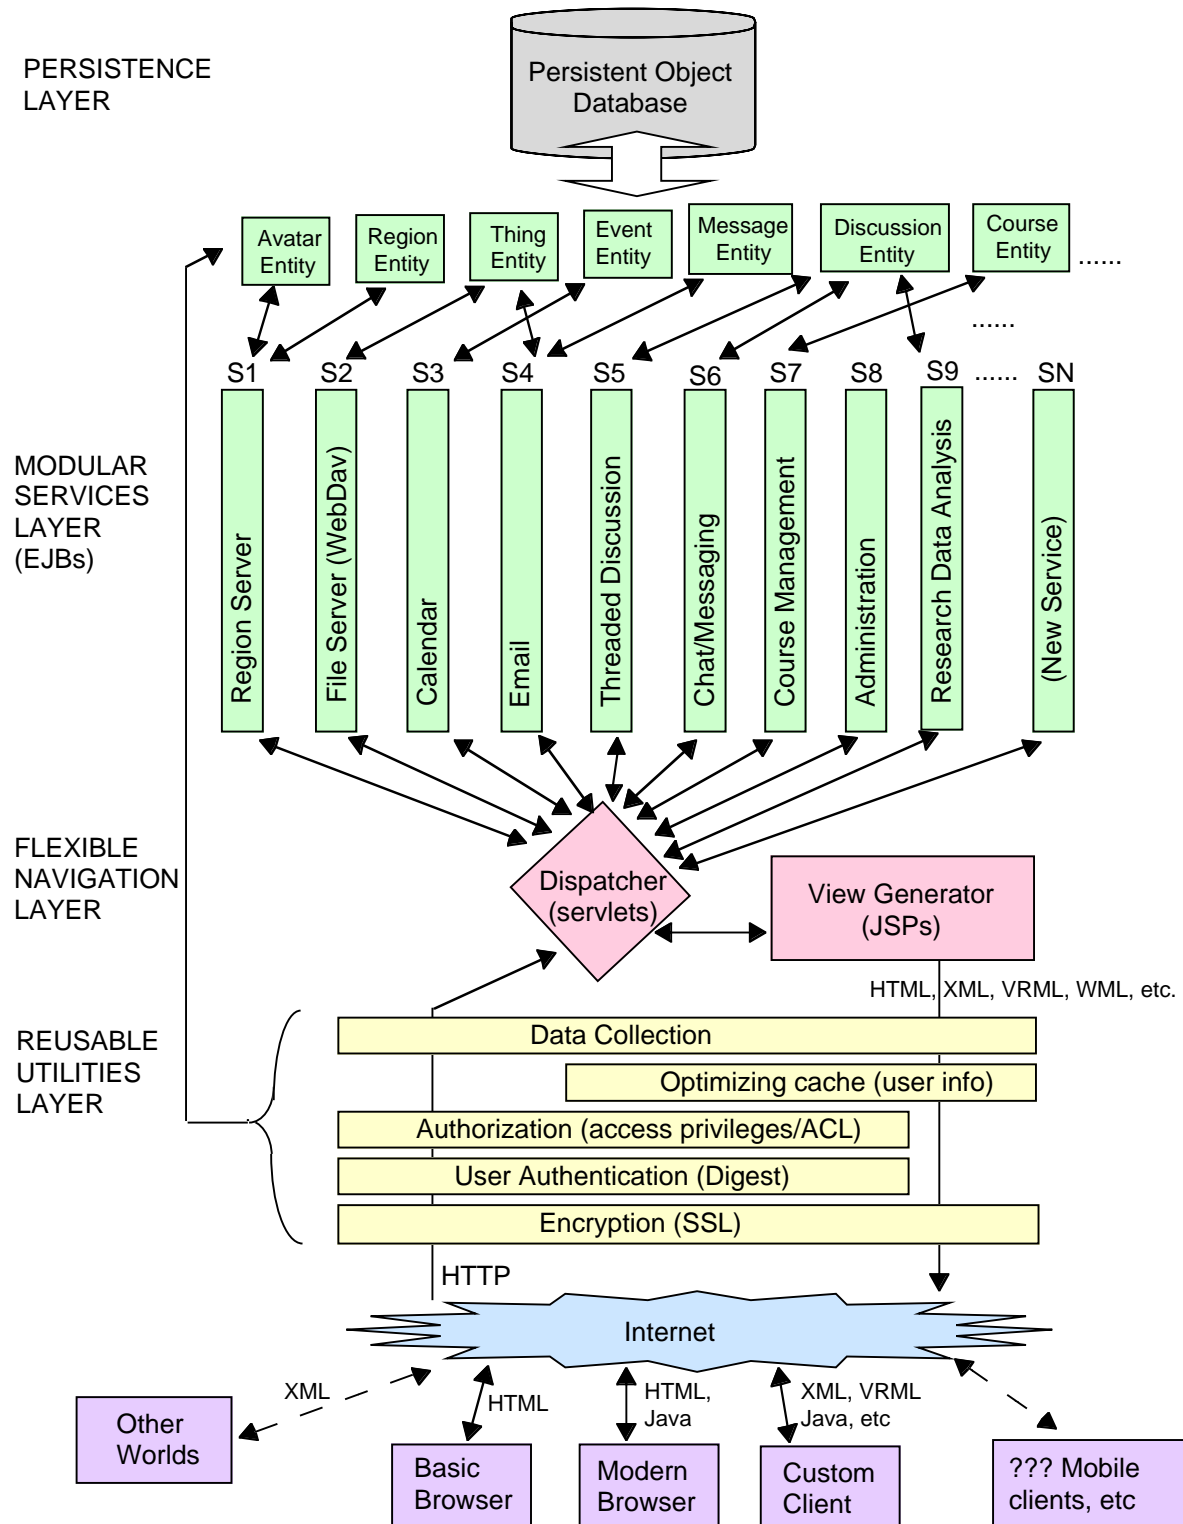 PERSISTENCE
LAYER
Persistent Object
Database
Avatar
Entity
Region
Entity
Thing
Entity
Event
Entity
Message
Entity
Discussion
Entity
Course
Entity
......
......
S1
S2
S3
S4
S5
S6
S7
S8
S9
......
SN
MODULAR
SERVICES
LAYER
(EJBs)
Region Server
File Server (WebDav)
Calendar
Email
Threaded Discussion
Chat/Messaging
Course Management
Administration
Research Data Analysis
(New Service)
FLEXIBLE
NAVIGATION
LAYER
Dispatcher
(servlets)
View Generator
(JSPs)
HTML, XML, VRML, WML, etc.
REUSABLE
UTILITIES
LAYER
Data Collection
Optimizing cache (user info)
Authorization (access privileges/ACL)
User Authentication (Digest)
Encryption (SSL)
HTTP
Internet
XML
HTML
HTML,
Java
XML, VRML
Java, etc
Other
Worlds
Basic
Browser
Modern
Browser
Custom
Client
??? Mobile
clients, etc